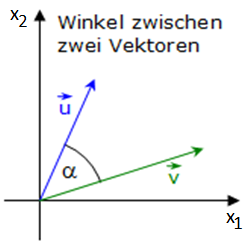 x₂
Winkel zwischen
zwei Vektoren
u⃗
α
v⃗
x₁